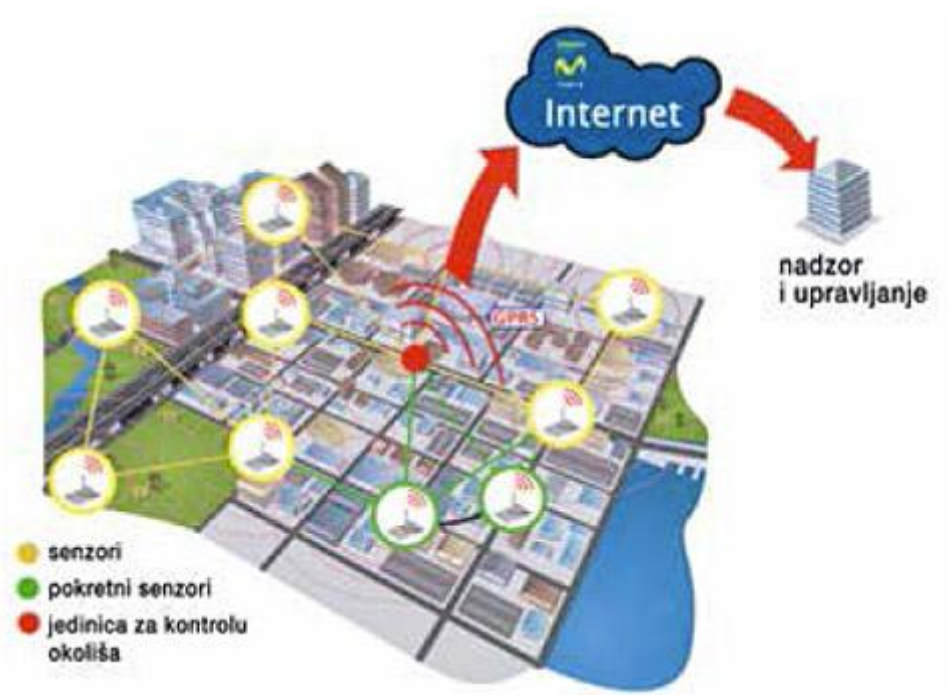 Internet
nadzor
i upravljanje
GPRS
senzori
pokretni senzori
jedinica za kontrolu
okoliša